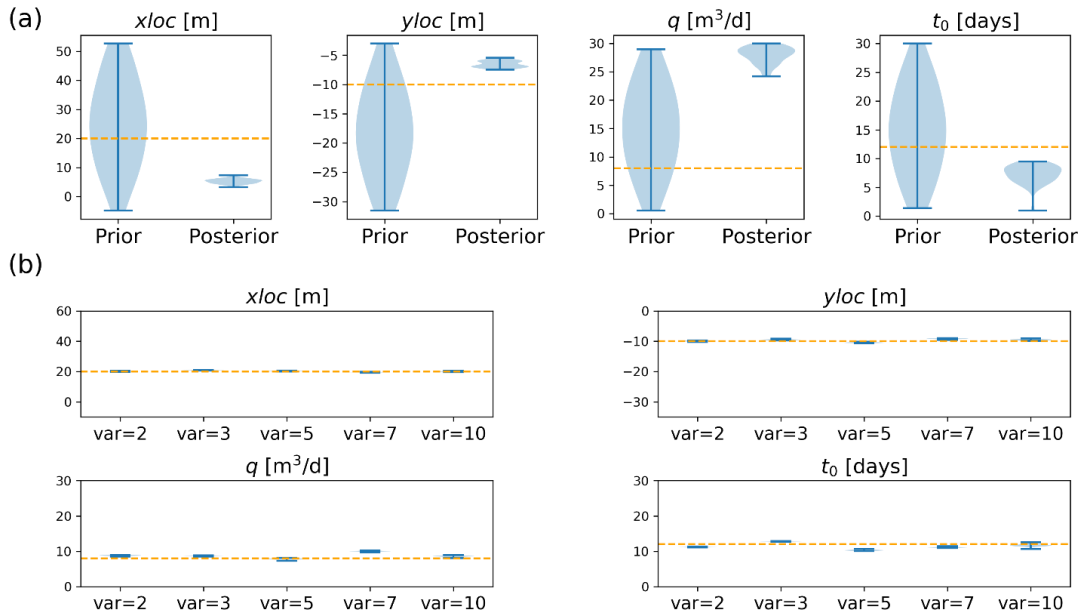 (a)
xloc [m]
yloc [m]
q [m³/d]
t₀ [days]
50
40
30
20
10
0
Prior
Posterior
−5
−10
−15
−20
−25
−30
Prior
Posterior
30
25
20
15
10
5
0
Prior
Posterior
30
25
20
15
10
5
0
Prior
Posterior
(b)
xloc [m]
60
40
20
0
var=2 var=3 var=5 var=7 var=10
yloc [m]
0
−10
−20
−30
var=2 var=3 var=5 var=7 var=10
q [m³/d]
30
20
10
0
var=2 var=3 var=5 var=7 var=10
t₀ [days]
30
20
10
0
var=2 var=3 var=5 var=7 var=10